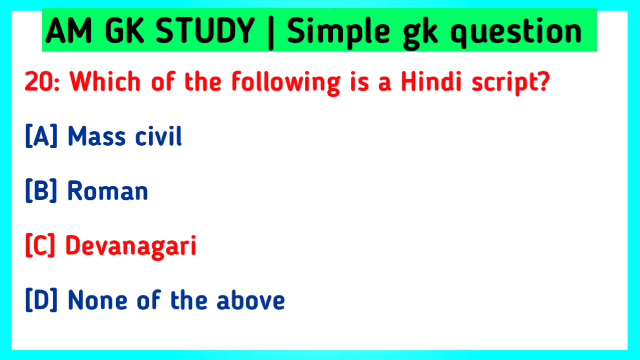 AM GK STUDY | Simple gk question
20: Which of the following is a Hindi script?
[A] Mass civil
[B] Roman
[C] Devanagari
[D] None of the above